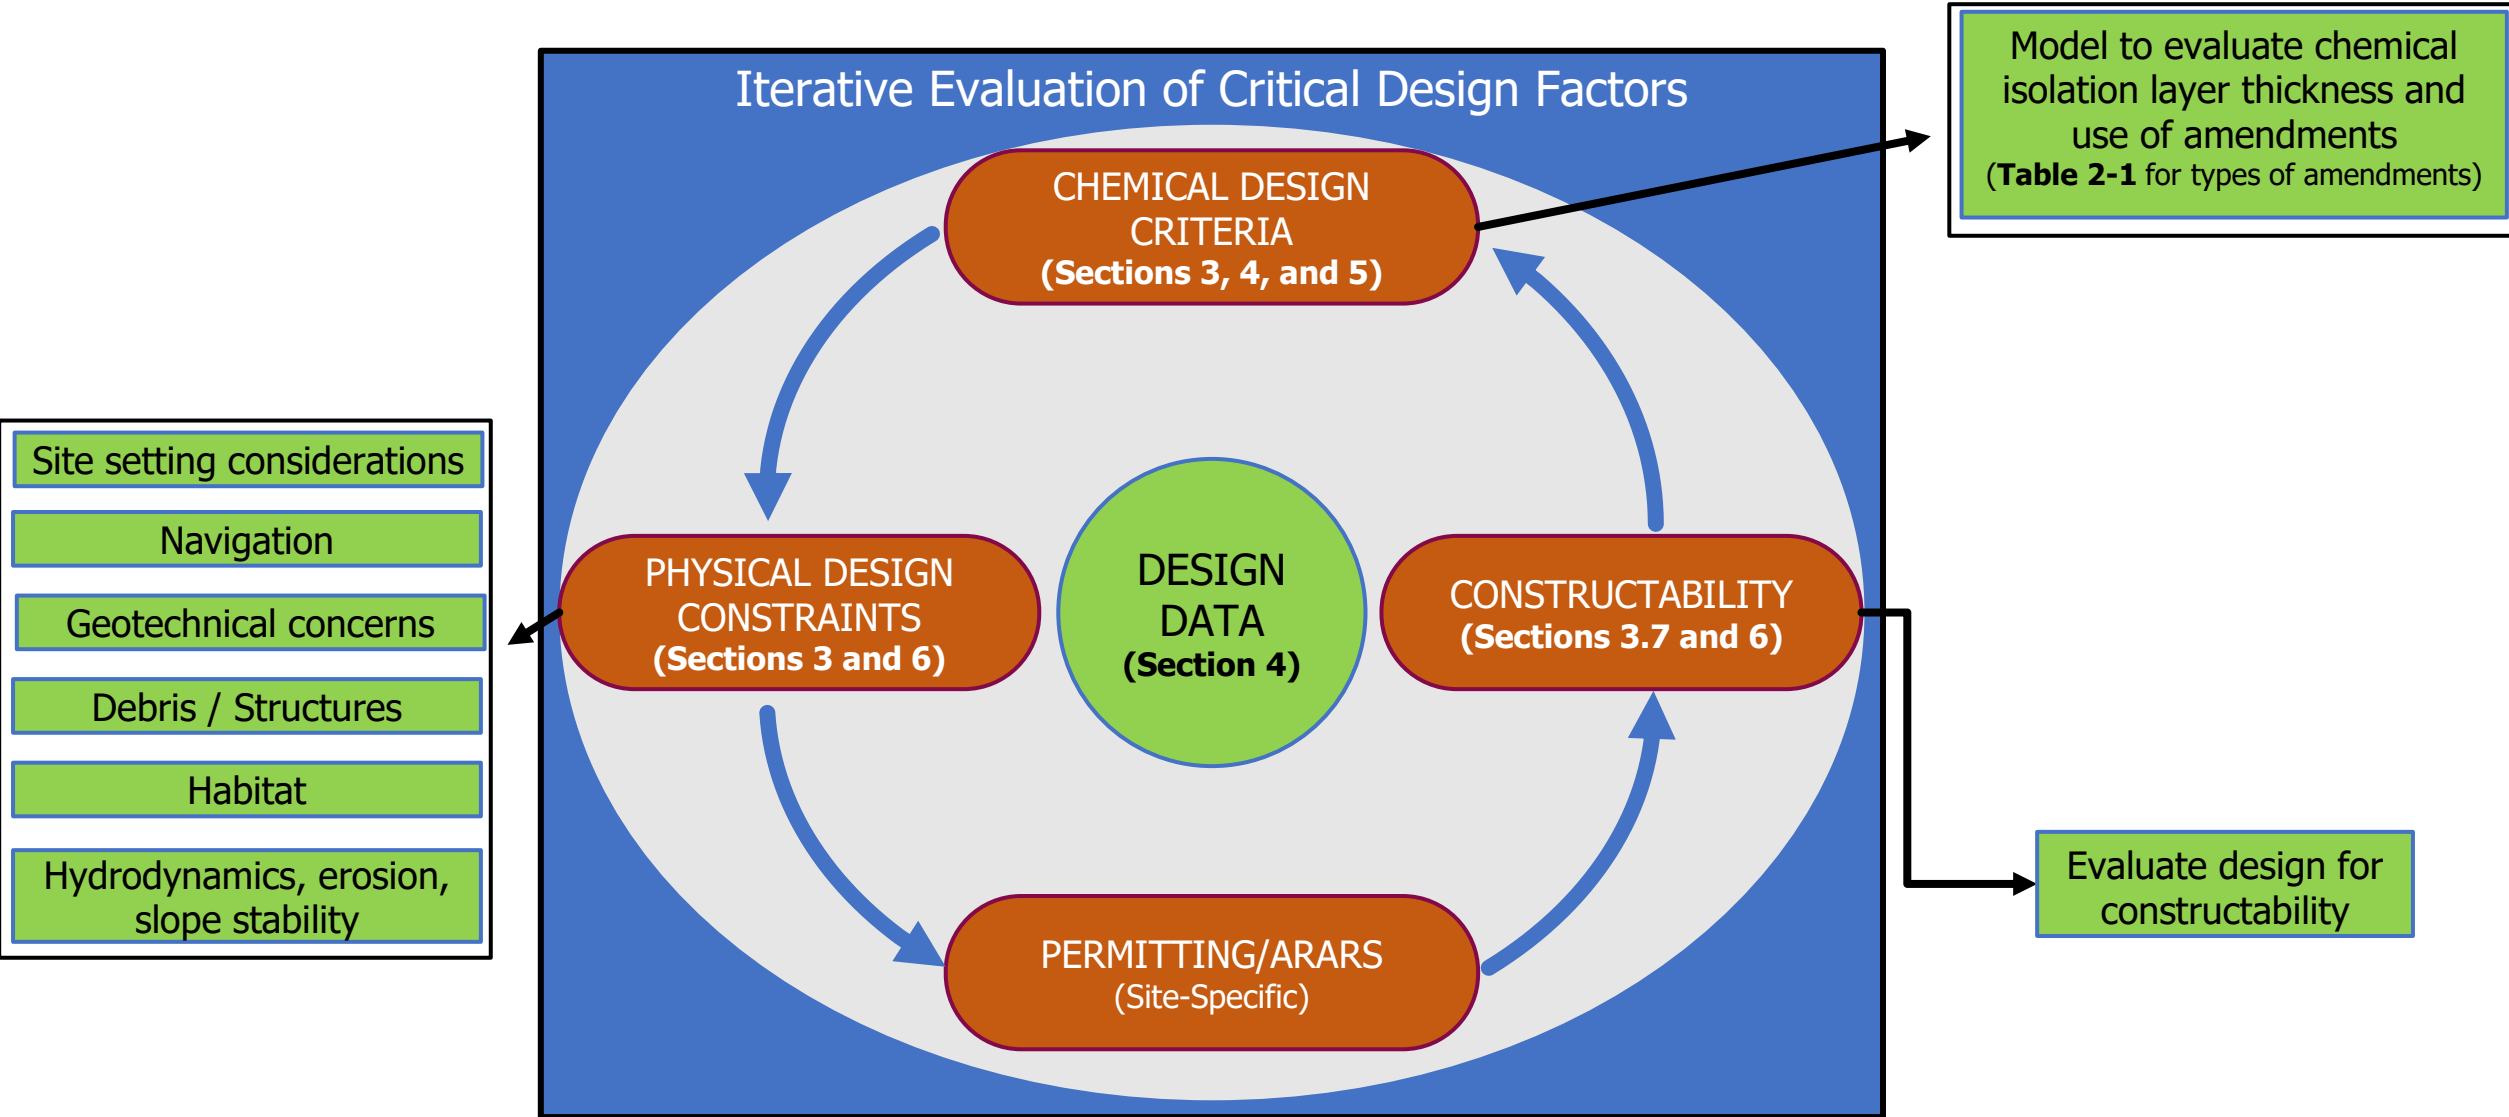 Iterative Evaluation of Critical Design Factors
Model to evaluate chemical
isolation layer thickness and
use of amendments
(Table 2-1 for types of amendments)
CHEMICAL DESIGN
CRITERIA
(Sections 3, 4, and 5)
Site setting considerations
Navigation
Geotechnical concerns
Debris / Structures
Habitat
Hydrodynamics, erosion,
slope stability
PHYSICAL DESIGN
CONSTRAINTS
(Sections 3 and 6)
DESIGN
DATA
(Section 4)
CONSTRUCTABILITY
(Sections 3.7 and 6)
PERMITTING/ARARS
(Site-Specific)
Evaluate design for
constructability